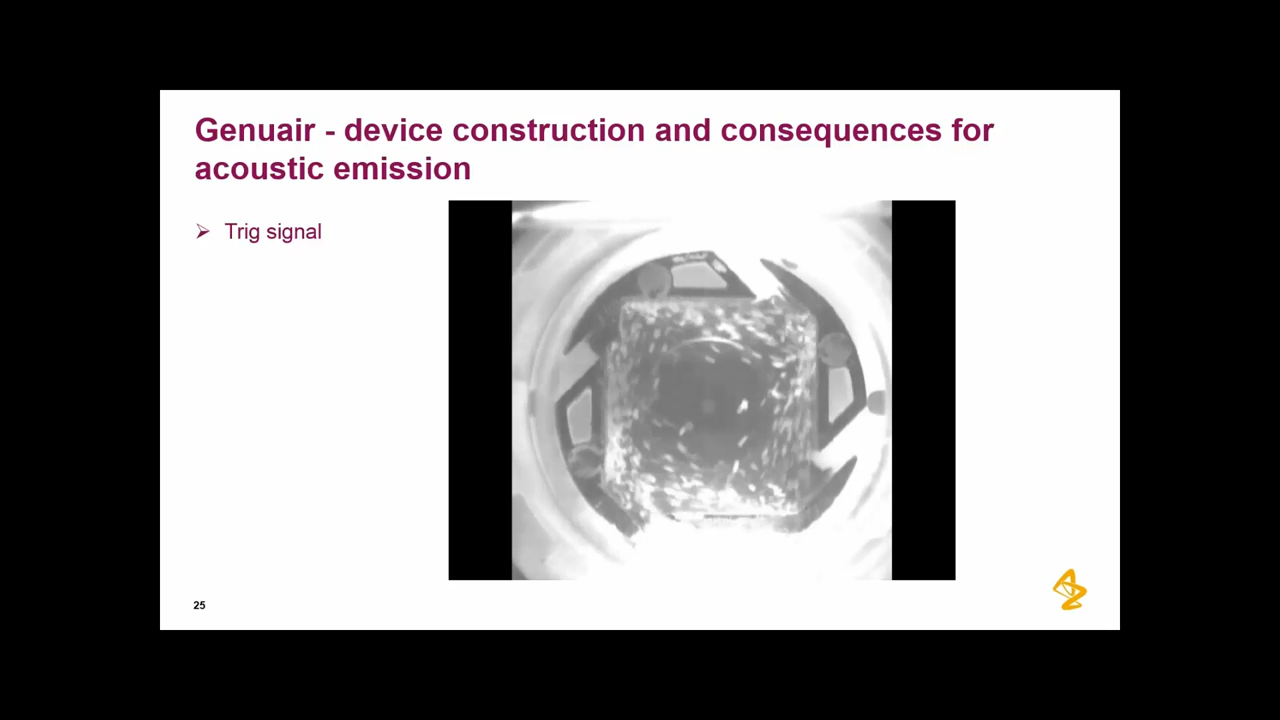 Genuair - device construction and consequences for
acoustic emission
Trig signal
25